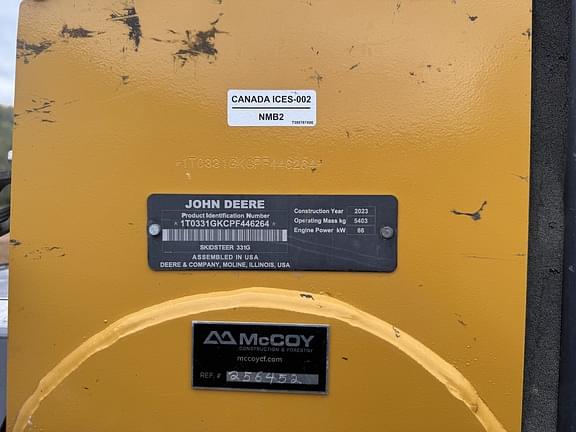 CANADA ICES-002
NMB2
*1T0331GKCPF446264*
JOHN DEERE
Product Identification Number
* 1T0331GKCPF446264 *
SKIDSTEER 331G
ASSEMBLED IN USA
DEERE & COMPANY, MOLINE, ILLINOIS, USA
Construction Year 2023
Operating Mass kg 5403
Engine Power kW 66
McCOY
CONSTRUCTION & FORESTRY
mccoycf.com
REF. # 256452